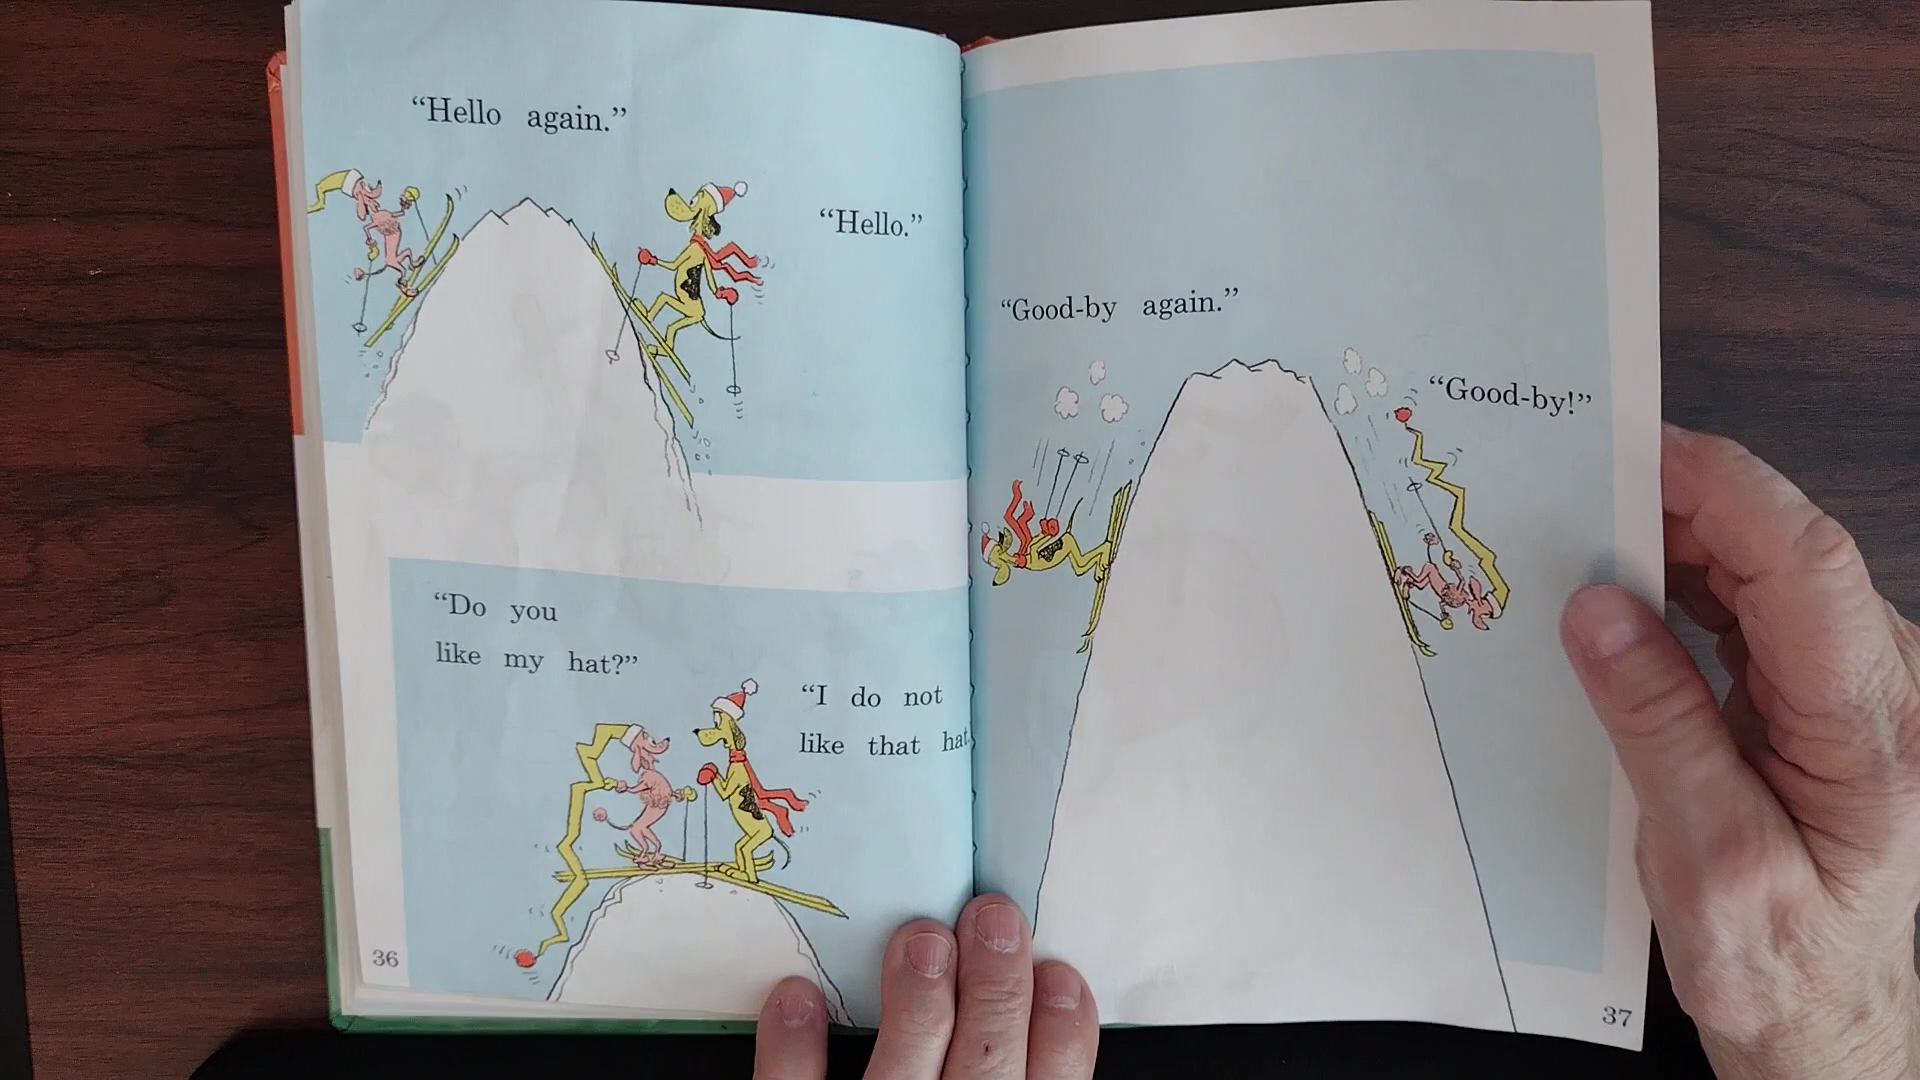 “Hello again.”
“Hello.”
“Do you
like my hat?”
“I do not
like that hat.
36
“Good-by again.”
“Good-by!”
37